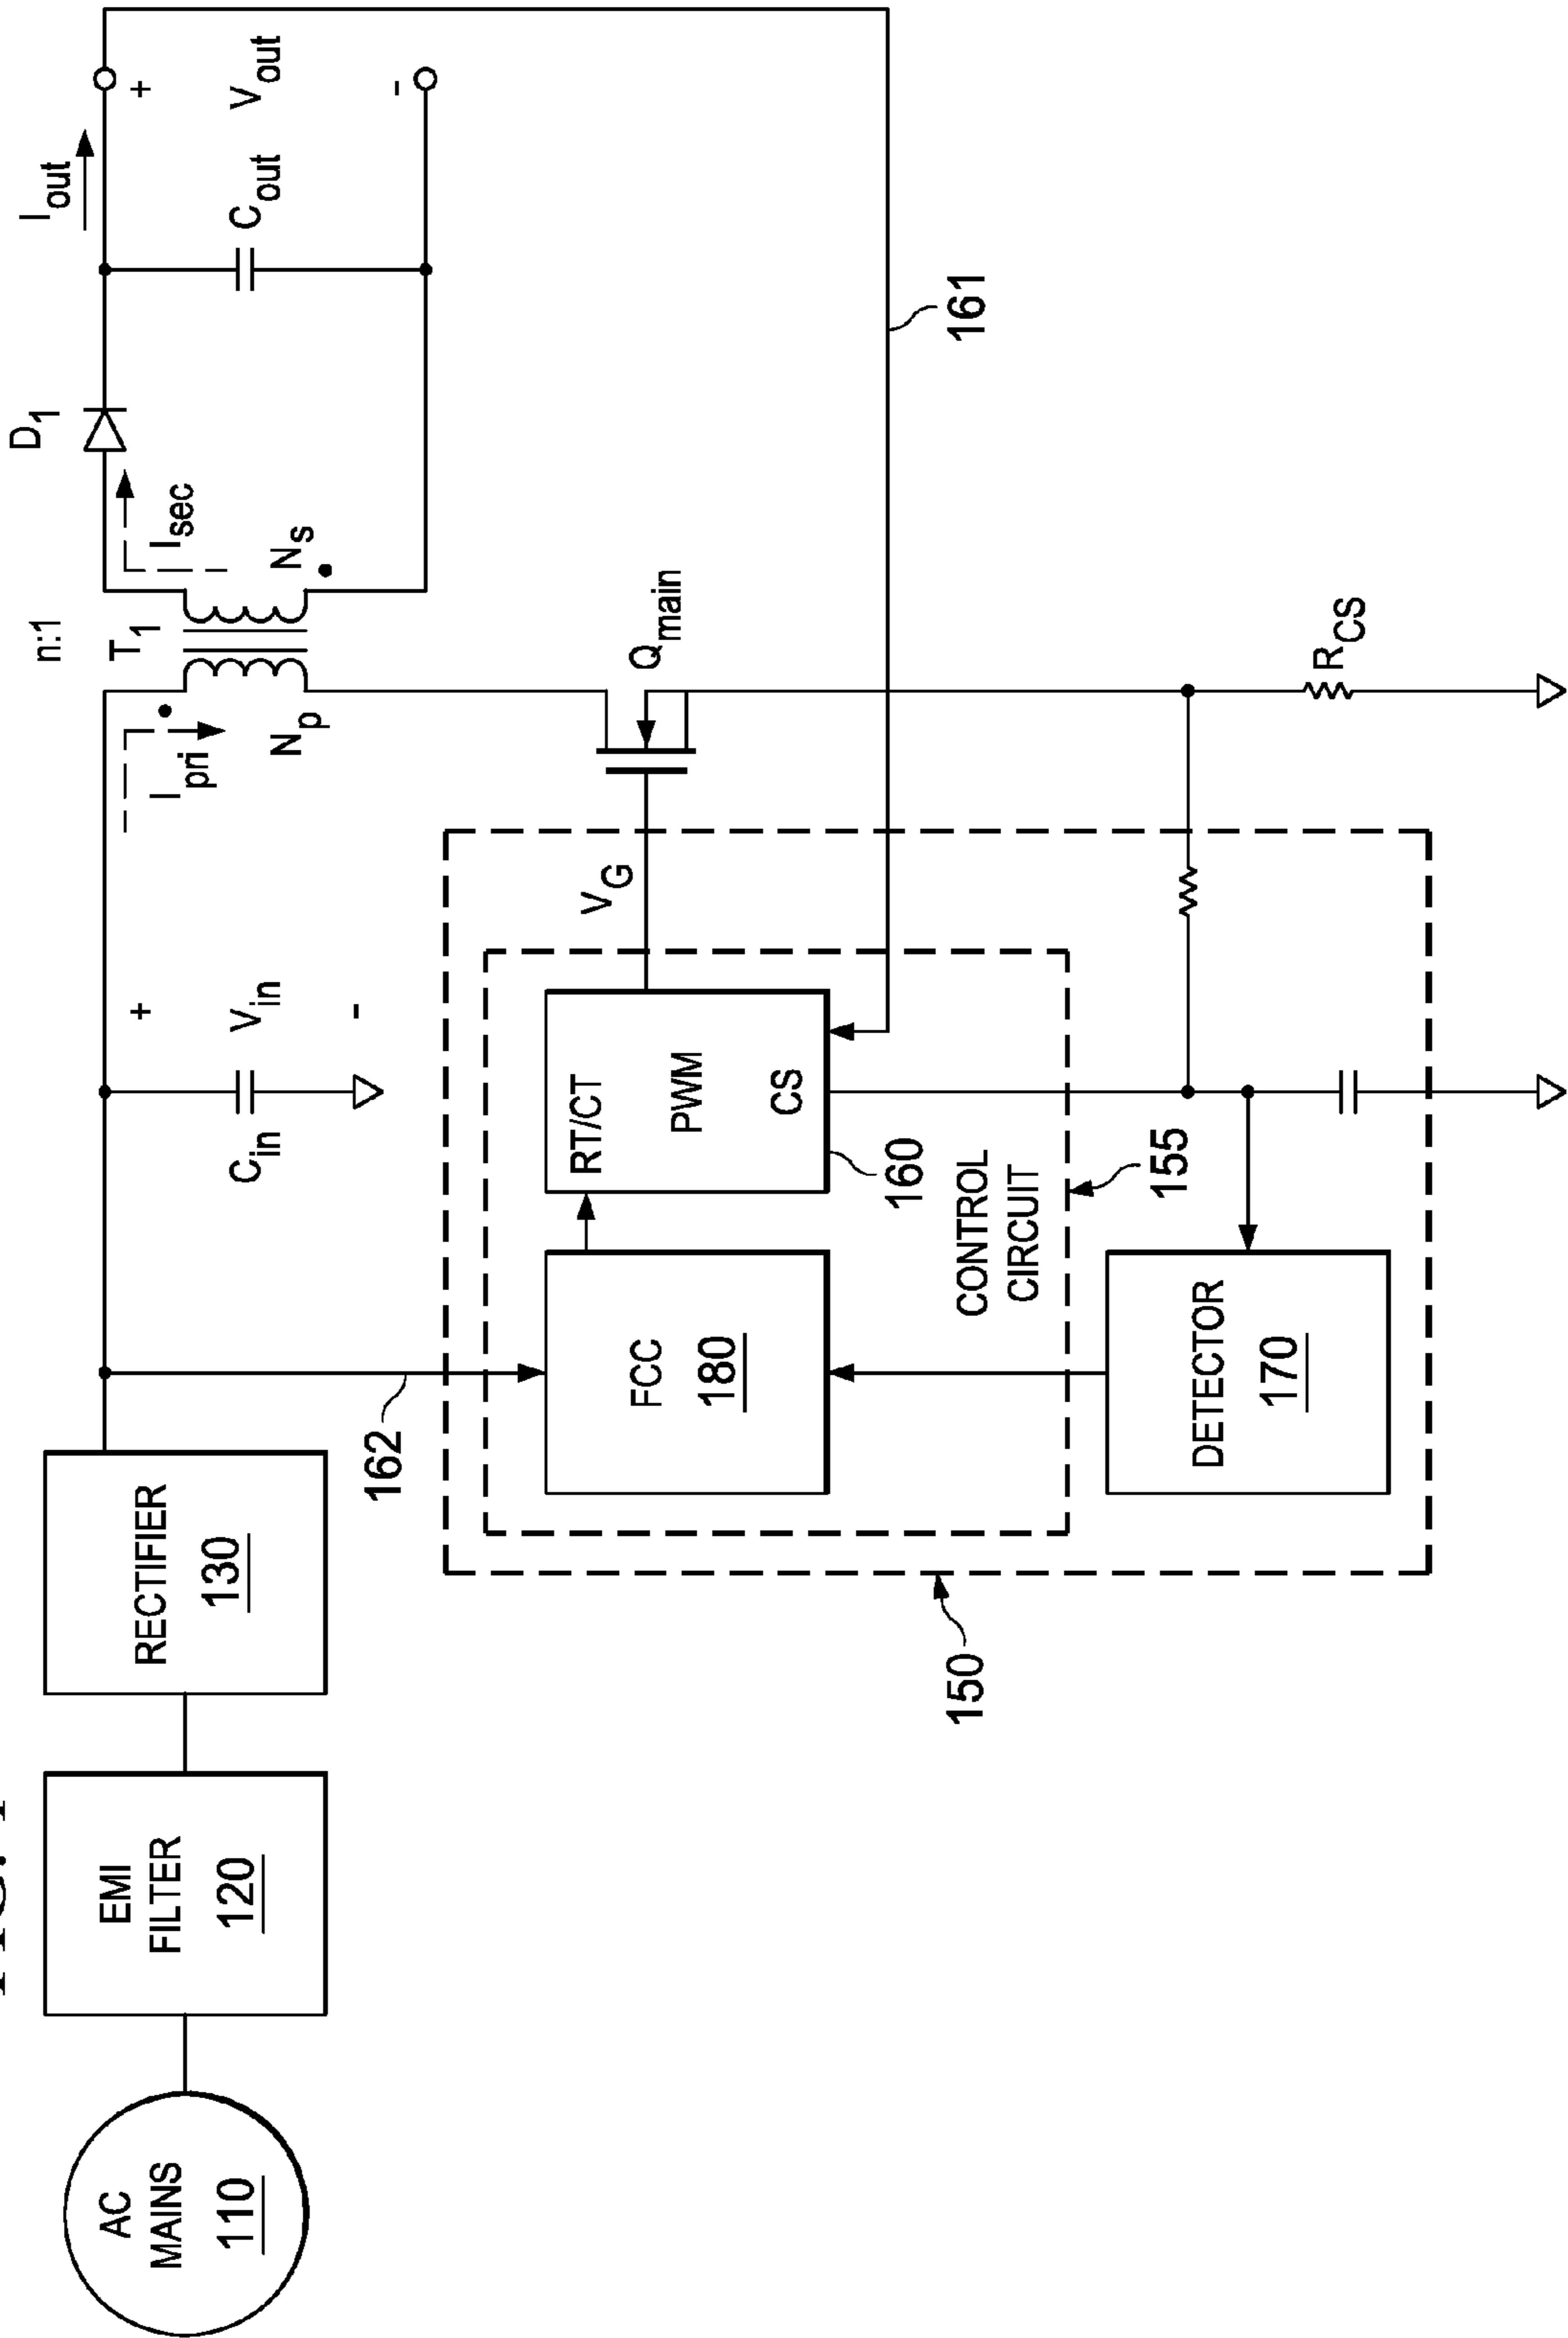 AC
MAINS
110
EMI
FILTER
120
RECTIFIER
130
162
C_in
+
V_in
-
I_pri
n:1
T_1
N_p
N_s
I_sec
D_1
I_out
C_out
+
V_out
-
150
FCC
180
RT/CT
PWM
CS
160
V_G
Q_main
CONTROL
CIRCUIT
155
161
DETECTOR
170
R_CS